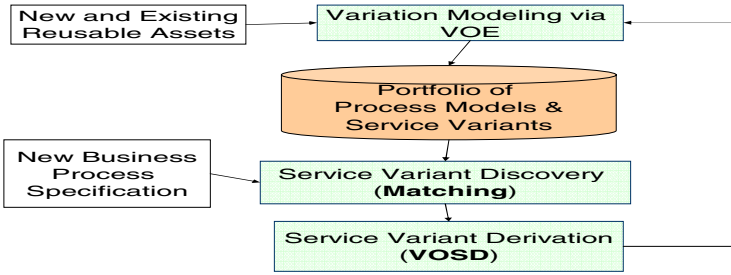 New and Existing
Reusable Assets
Variation Modeling via
VOE
Portfolio of
Process Models &
Service Variants
New Business
Process
Specification
Service Variant Discovery
(Matching)
Service Variant Derivation
(VOSD)